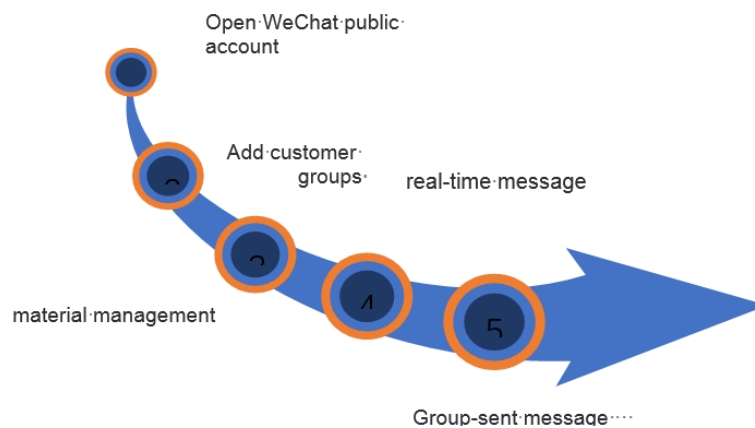 Open WeChat public
account
Add customer
groups
real-time message
material management
4
5
Group-sent message ····